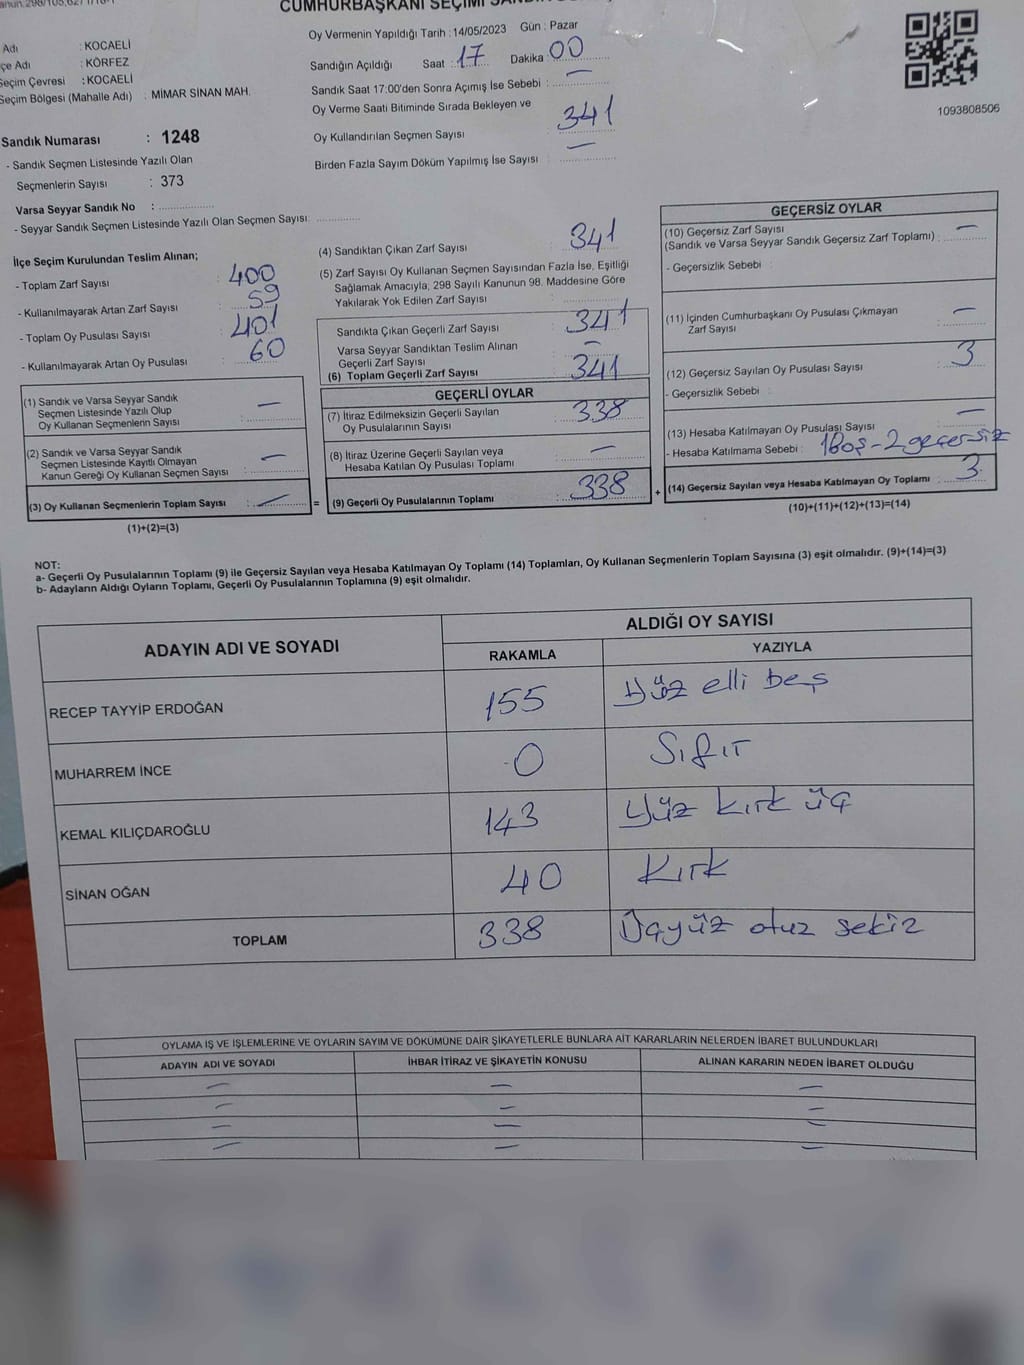 CUMHURBAŞKANI SEÇİMİ
Adı : KOCAELİ
Adı : KÖRFEZ
Seçim Çevresi : KOCAELİ
Seçim Bölgesi (Mahalle Adı) : MİMAR SİNAN MAH.
Sandık Numarası : 1248
- Sandık Seçmen Listesinde Yazılı Olan
Seçmenlerin Sayısı : 373
Varsa Seyyar Sandık No :
- Seyyar Sandık Seçmen Listesinde Yazılı Olan Seçmen Sayısı:
Oy Vermenin Yapıldığı Tarih : 14/05/2023 Gün : Pazar
Sandığın Açıldığı Saat : 17 Dakika : 00
Sandık Saat 17:00'den Sonra Açımış İse Sebebi : —
Oy Verme Saati Bitiminde Sırada Bekleyen ve
Oy Kullandırılan Seçmen Sayısı : 341
Birden Fazla Sayım Döküm Yapılmış İse Sayısı : —
1093808506
İlçe Seçim Kurulundan Teslim Alınan;
- Toplam Zarf Sayısı : 400
- Kullanılmayarak Artan Zarf Sayısı : 59
- Toplam Oy Pusulası Sayısı : 401
- Kullanılmayarak Artan Oy Pusulası : 60
(1) Sandık ve Varsa Seyyar Sandık
Seçmen Listesinde Yazılı Olup
Oy Kullanan Seçmenlerin Sayısı : —
(2) Sandık ve Varsa Seyyar Sandık
Seçmen Listesinde Kayıtlı Olmayan
Kanun Gereği Oy Kullanan Seçmen Sayısı : —
(3) Oy Kullanan Seçmenlerin Toplam Sayısı : — =
(1)+(2)=(3)
(4) Sandıktan Çıkan Zarf Sayısı : 341
(5) Zarf Sayısı Oy Kullanan Seçmen Sayısından Fazla İse, Eşitliği
Sağlamak Amacıyla; 298 Sayılı Kanunun 98. Maddesine Göre
Yakılarak Yok Edilen Zarf Sayısı :
Sandıkta Çıkan Geçerli Zarf Sayısı : 341
Varsa Seyyar Sandıktan Teslim Alınan
Geçerli Zarf Sayısı : —
(6) Toplam Geçerli Zarf Sayısı : 341
GEÇERLİ OYLAR
(7) İtiraz Edilmeksizin Geçerli Sayılan
Oy Pusulalarının Sayısı : 338
(8) İtiraz Üzerine Geçerli Sayılan veya
Hesaba Katılan Oy Pusulası Toplamı : —
(9) Geçerli Oy Pusulalarının Toplamı : 338 +
GEÇERSİZ OYLAR
(10) Geçersiz Zarf Sayısı
(Sandık ve Varsa Seyyar Sandık Geçersiz Zarf Toplamı) : —
- Geçersizlik Sebebi :
(11) İçinden Cumhurbaşkanı Oy Pusulası Çıkmayan
Zarf Sayısı : —
(12) Geçersiz Sayılan Oy Pusulası Sayısı : 3
- Geçersizlik Sebebi :
(13) Hesaba Katılmayan Oy Pusulası Sayısı : —
- Hesaba Katılmama Sebebi : 1Boş-2 geçersiz
(14) Geçersiz Sayılan veya Hesaba Katılmayan Oy Toplamı : 3
(10)+(11)+(12)+(13)=(14)
NOT:
a- Geçerli Oy Pusulalarının Toplamı (9) ile Geçersiz Sayılan veya Hesaba Katılmayan Oy Toplamı (14) Toplamları, Oy Kullanan Seçmenlerin Toplam Sayısına (3) eşit olmalıdır. (9)+(14)=(3)
b- Adayların Aldığı Oyların Toplamı, Geçerli Oy Pusulalarının Toplamına (9) eşit olmalıdır.
ADAYIN ADI VE SOYADI ALDIĞI OY SAYISI
RAKAMLA YAZIYLA
RECEP TAYYİP ERDOĞAN 155 yüz elli beş
MUHARREM İNCE 0 Sıfır
KEMAL KILIÇDAROĞLU 143 yüz kırk üç
SİNAN OĞAN 40 Kırk
TOPLAM 338 Üçyüz otuz sekiz
OYLAMA İŞ VE İŞLEMLERİNE VE OYLARIN SAYIM VE DÖKÜMÜNE DAİR ŞİKAYETLERLE BUNLARA AİT KARARLARIN NELERDEN İBARET BULUNDUKLARI
ADAYIN ADI VE SOYADI İHBAR İTİRAZ VE ŞİKAYETİN KONUSU ALINAN KARARIN NEDEN İBARET OLDUĞU
— — —
— — —
— — —
— — —